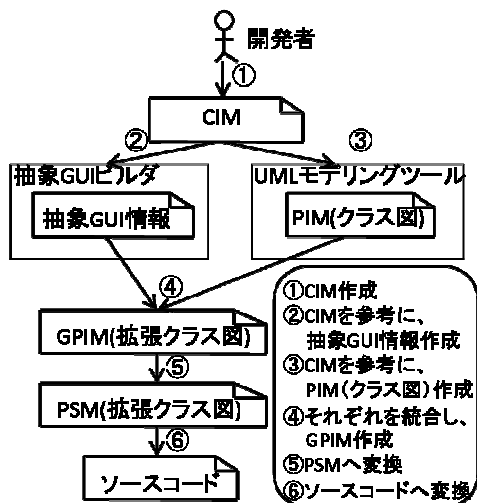 開発者
①
CIM
②
③
抽象GUIビルダ
UMLモデリングツール
抽象GUI情報
PIM(クラス図)
④
GPIM(拡張クラス図)
⑤
PSM(拡張クラス図)
⑥
ソースコード
①CIM作成
②CIMを参考に、
抽象GUI情報作成
③CIMを参考に、
PIM（クラス図）作成
④それぞれを統合し、
GPIM作成
⑤PSMへ変換
⑥ソースコードへ変換